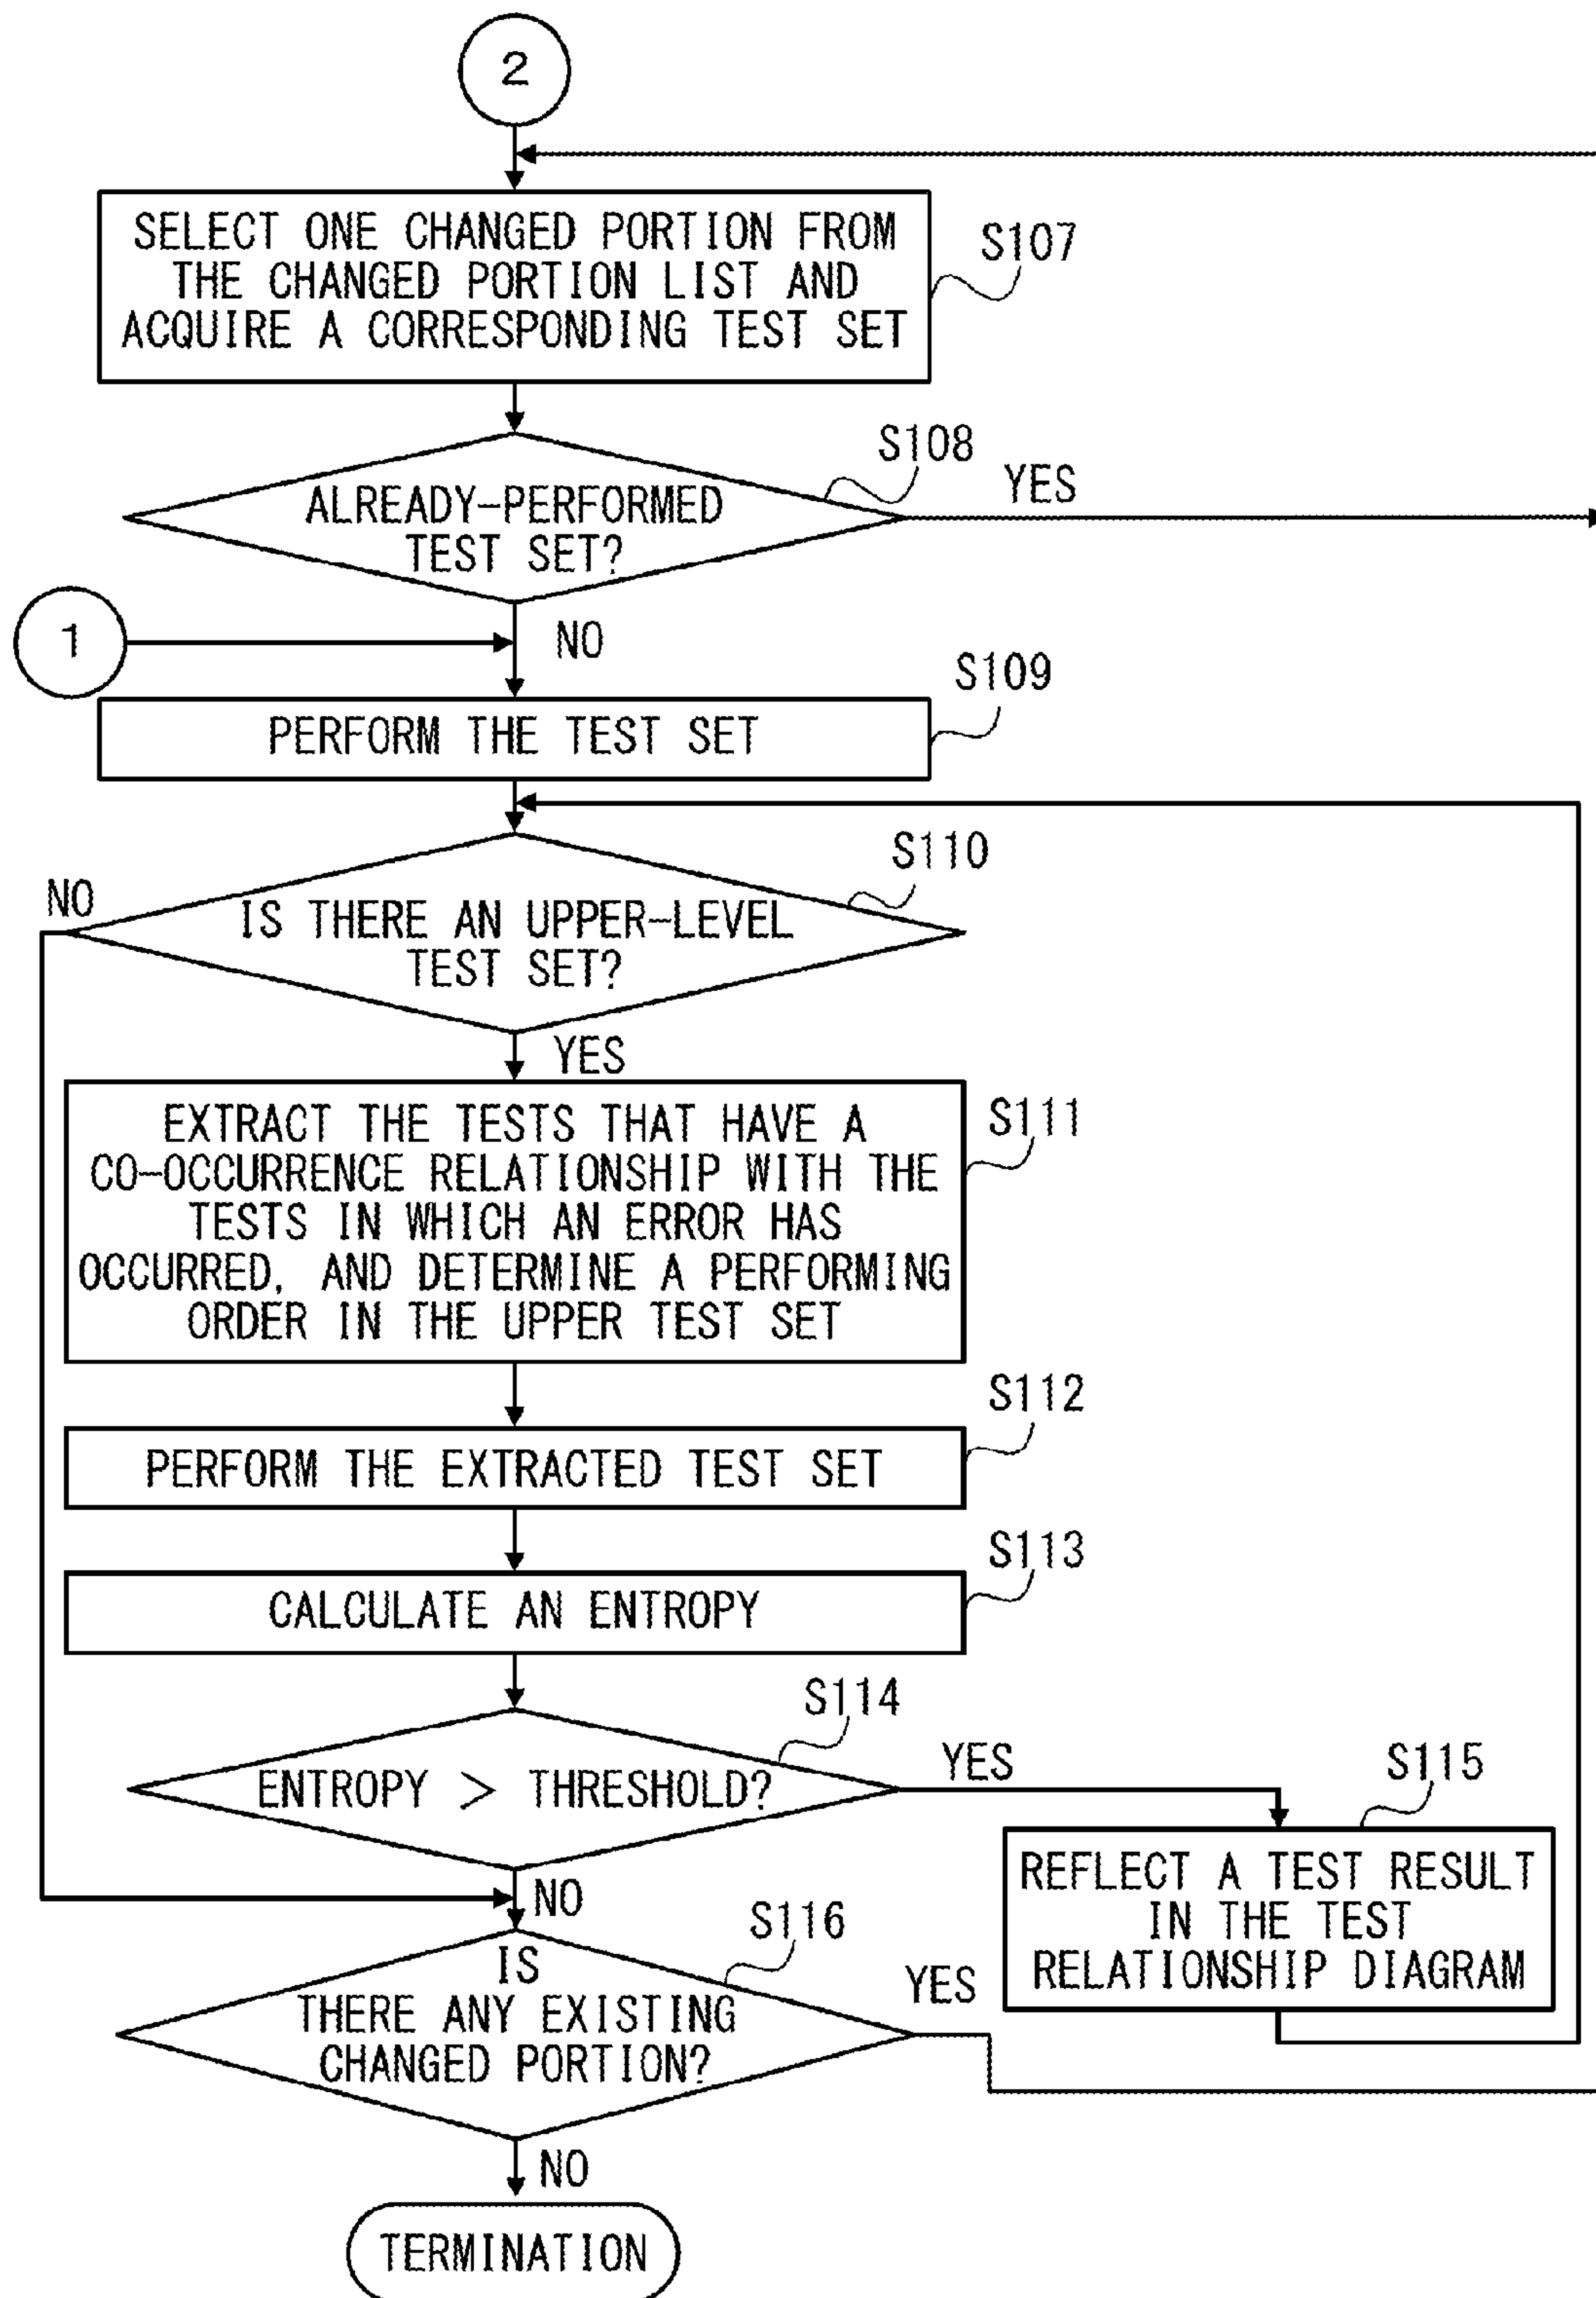 2
SELECT ONE CHANGED PORTION FROM
THE CHANGED PORTION LIST AND
ACQUIRE A CORRESPONDING TEST SET
S107
S108
YES
ALREADY-PERFORMED
TEST SET?
1
NO
S109
PERFORM THE TEST SET
S110
NO
IS THERE AN UPPER-LEVEL
TEST SET?
YES
S111
EXTRACT THE TESTS THAT HAVE A
CO-OCCURRENCE RELATIONSHIP WITH THE
TESTS IN WHICH AN ERROR HAS
OCCURRED, AND DETERMINE A PERFORMING
ORDER IN THE UPPER TEST SET
S112
PERFORM THE EXTRACTED TEST SET
S113
CALCULATE AN ENTROPY
S114
YES
ENTROPY > THRESHOLD?
S115
REFLECT A TEST RESULT
IN THE TEST
RELATIONSHIP DIAGRAM
NO
S116
YES
IS
THERE ANY EXISTING
CHANGED PORTION?
NO
TERMINATION